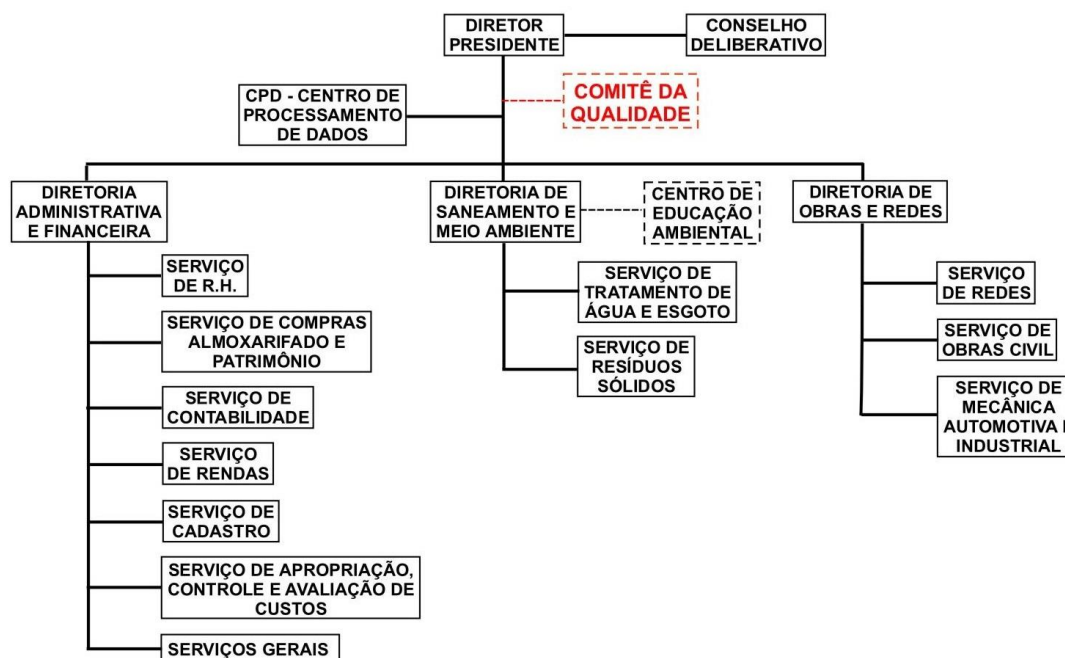 DIRETOR
PRESIDENTE
CONSELHO
DELIBERATIVO
COMITÊ DA
QUALIDADE
CPD - CENTRO DE
PROCESSAMENTO
DE DADOS
DIRETORIA
ADMINISTRATIVA
E FINANCEIRA
DIRETORIA DE
SANEAMENTO E
MEIO AMBIENTE
CENTRO DE
EDUCAÇÃO
AMBIENTAL
DIRETORIA DE
OBRAS E REDES
SERVIÇO
DE R.H.
SERVIÇO DE COMPRAS
ALMOXARIFADO E
PATRIMÔNIO
SERVIÇO DE
CONTABILIDADE
SERVIÇO
DE RENDAS
SERVIÇO DE
CADASTRO
SERVIÇO DE APROPRIAÇÃO,
CONTROLE E AVALIAÇÃO DE
CUSTOS
SERVIÇOS GERAIS
SERVIÇO DE
TRATAMENTO DE
ÁGUA E ESGOTO
SERVIÇO DE
RESÍDUOS
SÓLIDOS
SERVIÇO
DE REDES
SERVIÇO DE
OBRAS CIVIL
SERVIÇO DE
MECÂNICA
AUTOMOTIVA
INDUSTRIAL